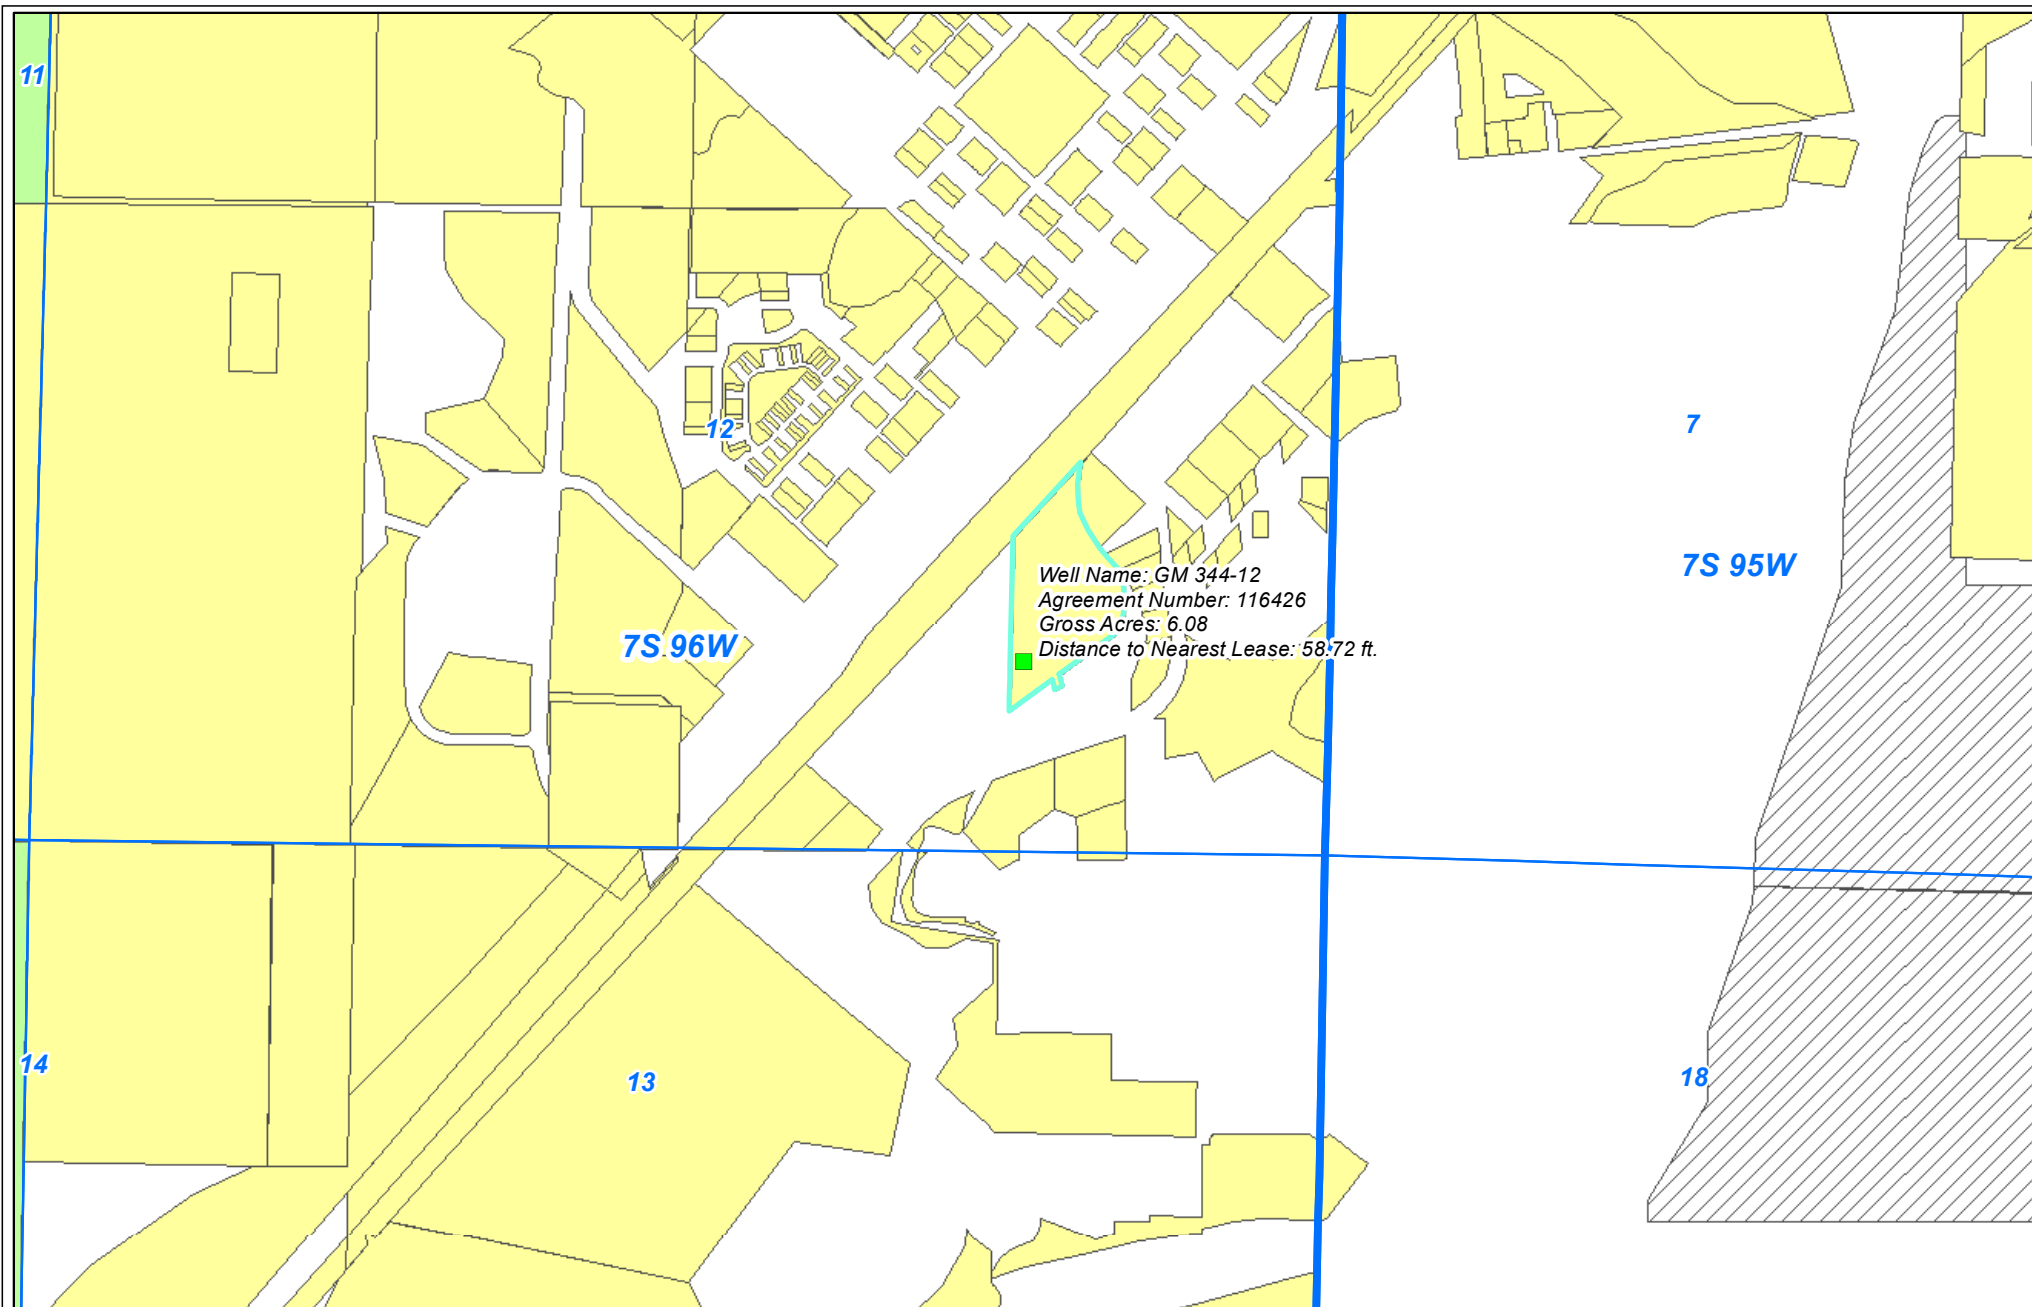 11
12
7
7S 95W
Well Name: GM 344-12
Agreement Number: 116426
Gross Acres: 6.08
Distance to Nearest Lease: 58.72 ft.
7S 96W
14
13
18